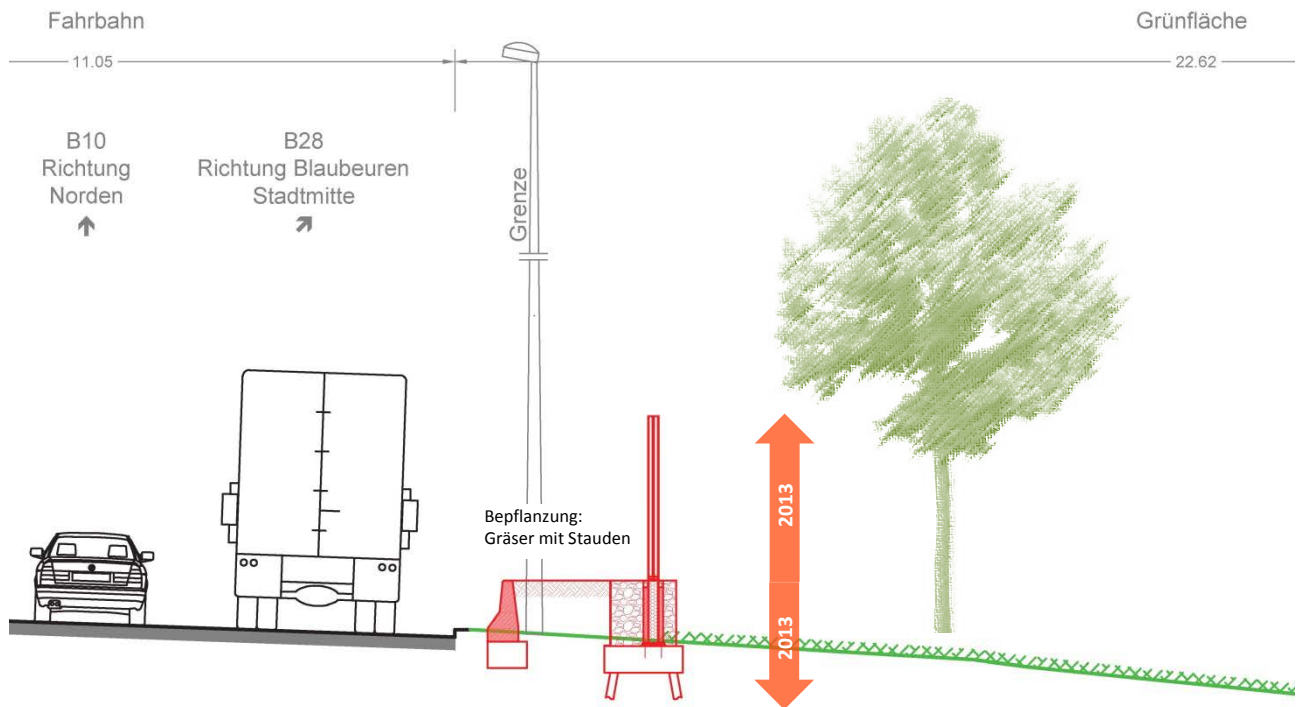 Fahrbahn
Grünfläche
11.05
22.62
B10
Richtung
Norden
B28
Richtung Blaubeuren
Stadtmitte
Grenze
Bepflanzung:
Gräser mit Stauden
2013
2013